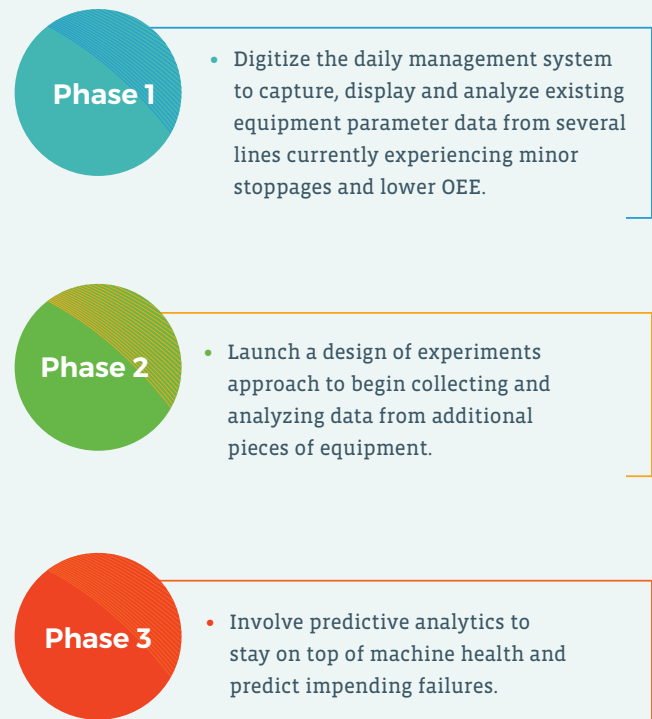 Phase 1
• Digitize the daily management system
to capture, display and analyze existing
equipment parameter data from several
lines currently experiencing minor
stoppages and lower OEE.
Phase 2
• Launch a design of experiments
approach to begin collecting and
analyzing data from additional
pieces of equipment.
Phase 3
• Involve predictive analytics to
stay on top of machine health and
predict impending failures.